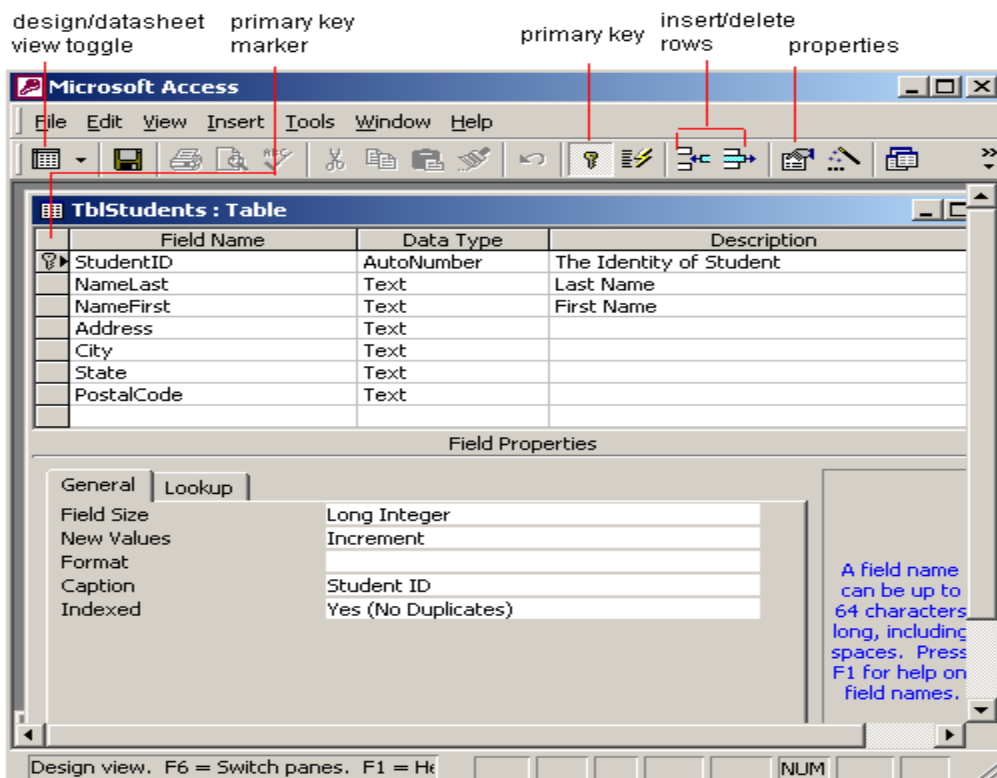 design/datasheet view toggle
primary key marker
primary key
insert/delete rows
properties
Microsoft Access
File Edit View Insert Tools Window Help
TblStudents : Table
Field Name Data Type Description
StudentID AutoNumber The Identity of Student
NameLast Text Last Name
NameFirst Text First Name
Address Text
City Text
State Text
PostalCode Text
Field Properties
General Lookup
Field Size Long Integer
New Values Increment
Format
Caption Student ID
Indexed Yes (No Duplicates)
A field name
can be up to
64 characters
long, including
spaces. Press
F1 for help on
field names.
Design view. F6 = Switch panes. F1 = He
NUM